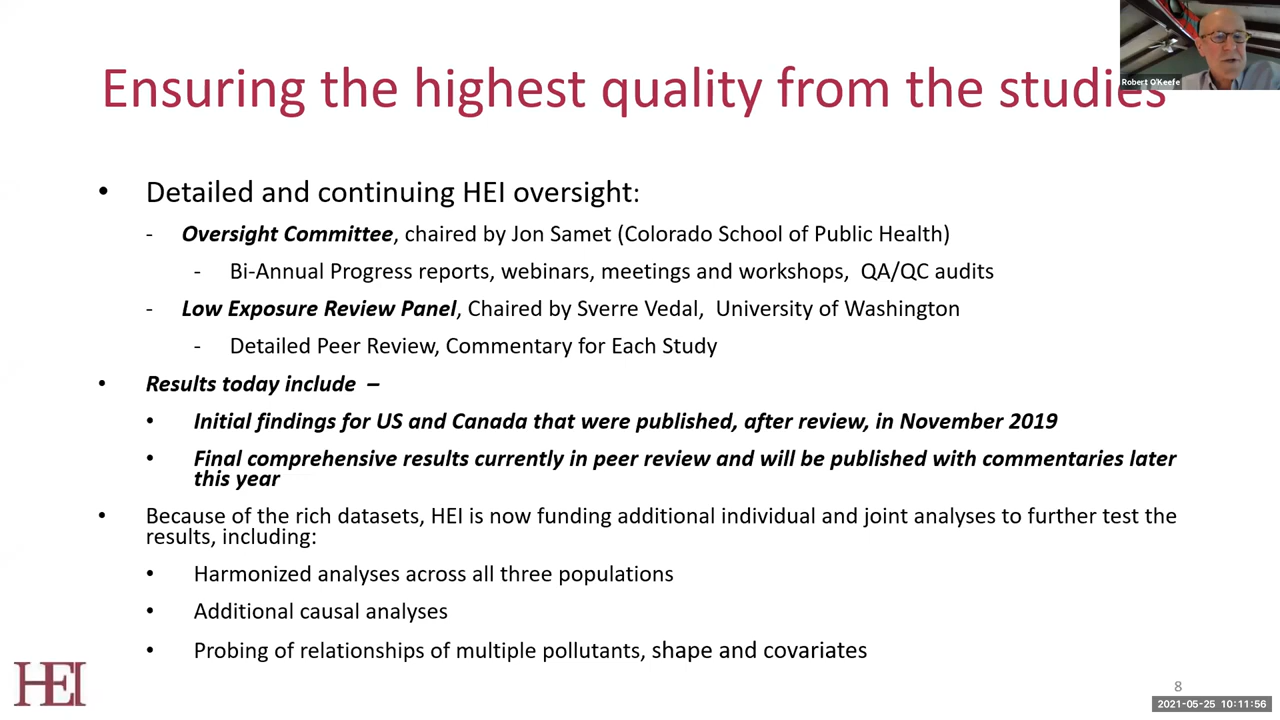 Ensuring the highest quality from the studies
Robert O'Keefe
• Detailed and continuing HEI oversight:
- Oversight Committee, chaired by Jon Samet (Colorado School of Public Health)
- Bi-Annual Progress reports, webinars, meetings and workshops, QA/QC audits
- Low Exposure Review Panel, Chaired by Sverre Vedal, University of Washington
- Detailed Peer Review, Commentary for Each Study
• Results today include –
• Initial findings for US and Canada that were published, after review, in November 2019
• Final comprehensive results currently in peer review and will be published with commentaries later
this year
• Because of the rich datasets, HEI is now funding additional individual and joint analyses to further test the
results, including:
• Harmonized analyses across all three populations
• Additional causal analyses
• Probing of relationships of multiple pollutants, shape and covariates
HEI
8
2021-05-25 10:11:56